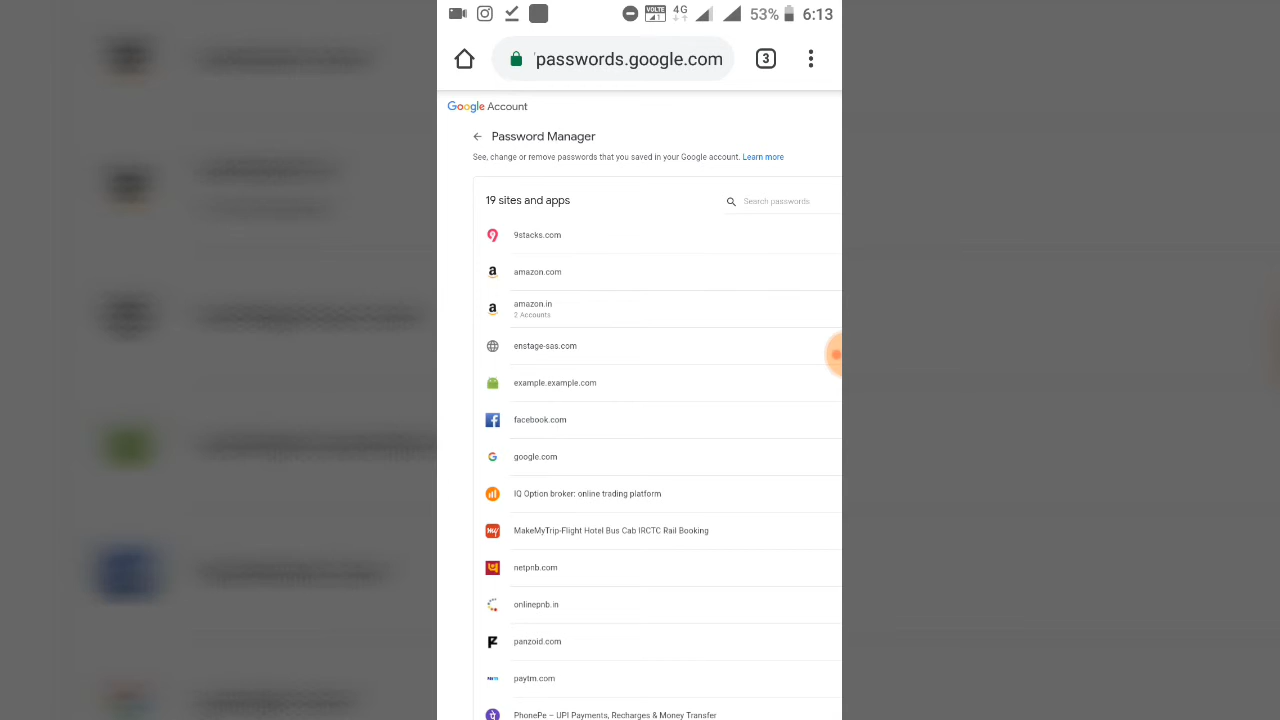 VOLTE 4G 53% 6:13
passwords.google.com 3
Google Account
Password Manager
See, change or remove passwords that you saved in your Google account. Learn more
19 sites and apps Search passwords
9stacks.com
amazon.com
amazon.in
2 Accounts
enstage-sas.com
example.example.com
facebook.com
google.com
IQ Option broker: online trading platform
MakeMyTrip-Flight Hotel Bus Cab IRCTC Rail Booking
netpnb.com
onlinepnb.in
panzoid.com
paytm.com
PhonePe – UPI Payments, Recharges & Money Transfer